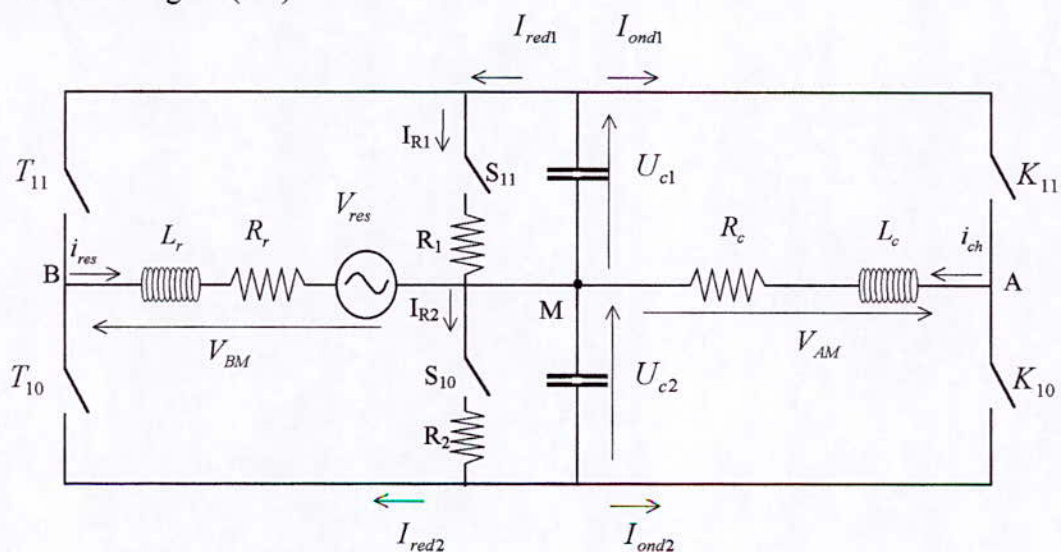 I_red1 I_ond1
I_R1
S_11
T_11 K_11
U_c1
V_res
L_r R_r R_1 R_c L_c
i_res i_ch
B M A
I_R2
V_BM V_AM
T_10 S_10 U_c2 K_10
R_2
I_red2 I_ond2